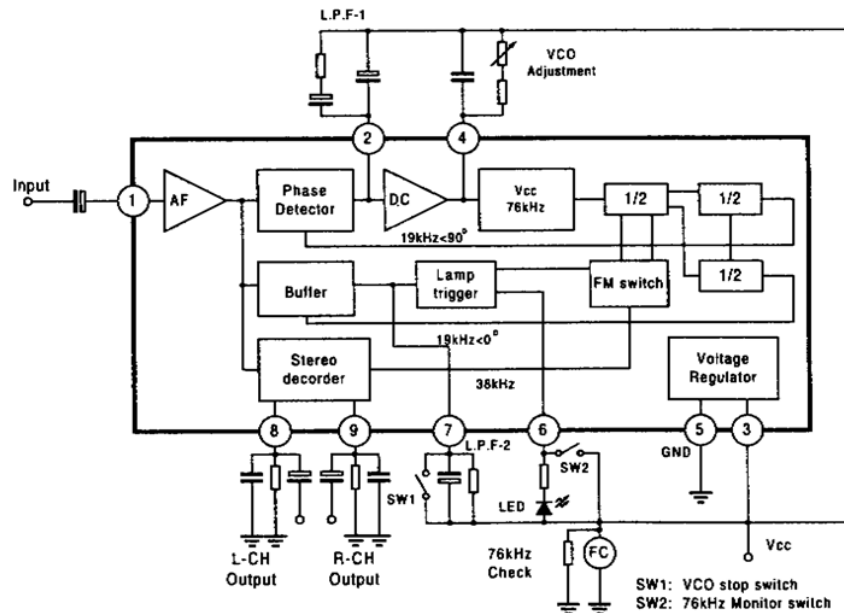 L.P.F-1
VCO
Adjustment
2
4
Input
1
AF
Phase
Detector
DC
Vcc
76kHz
1/2
1/2
19kHz<90°
Buffer
Lamp
trigger
FM switch
1/2
19kHz<0°
Stereo
decorder
38kHz
Voltage
Regulator
8
9
7
L.P.F-2
6
5
3
GND
SW2
SW1
LED
L-CH
Output
R-CH
Output
76kHz
Check
FC
Vcc
SW1: VCO stop switch
SW2: 76kHz Monitor switch